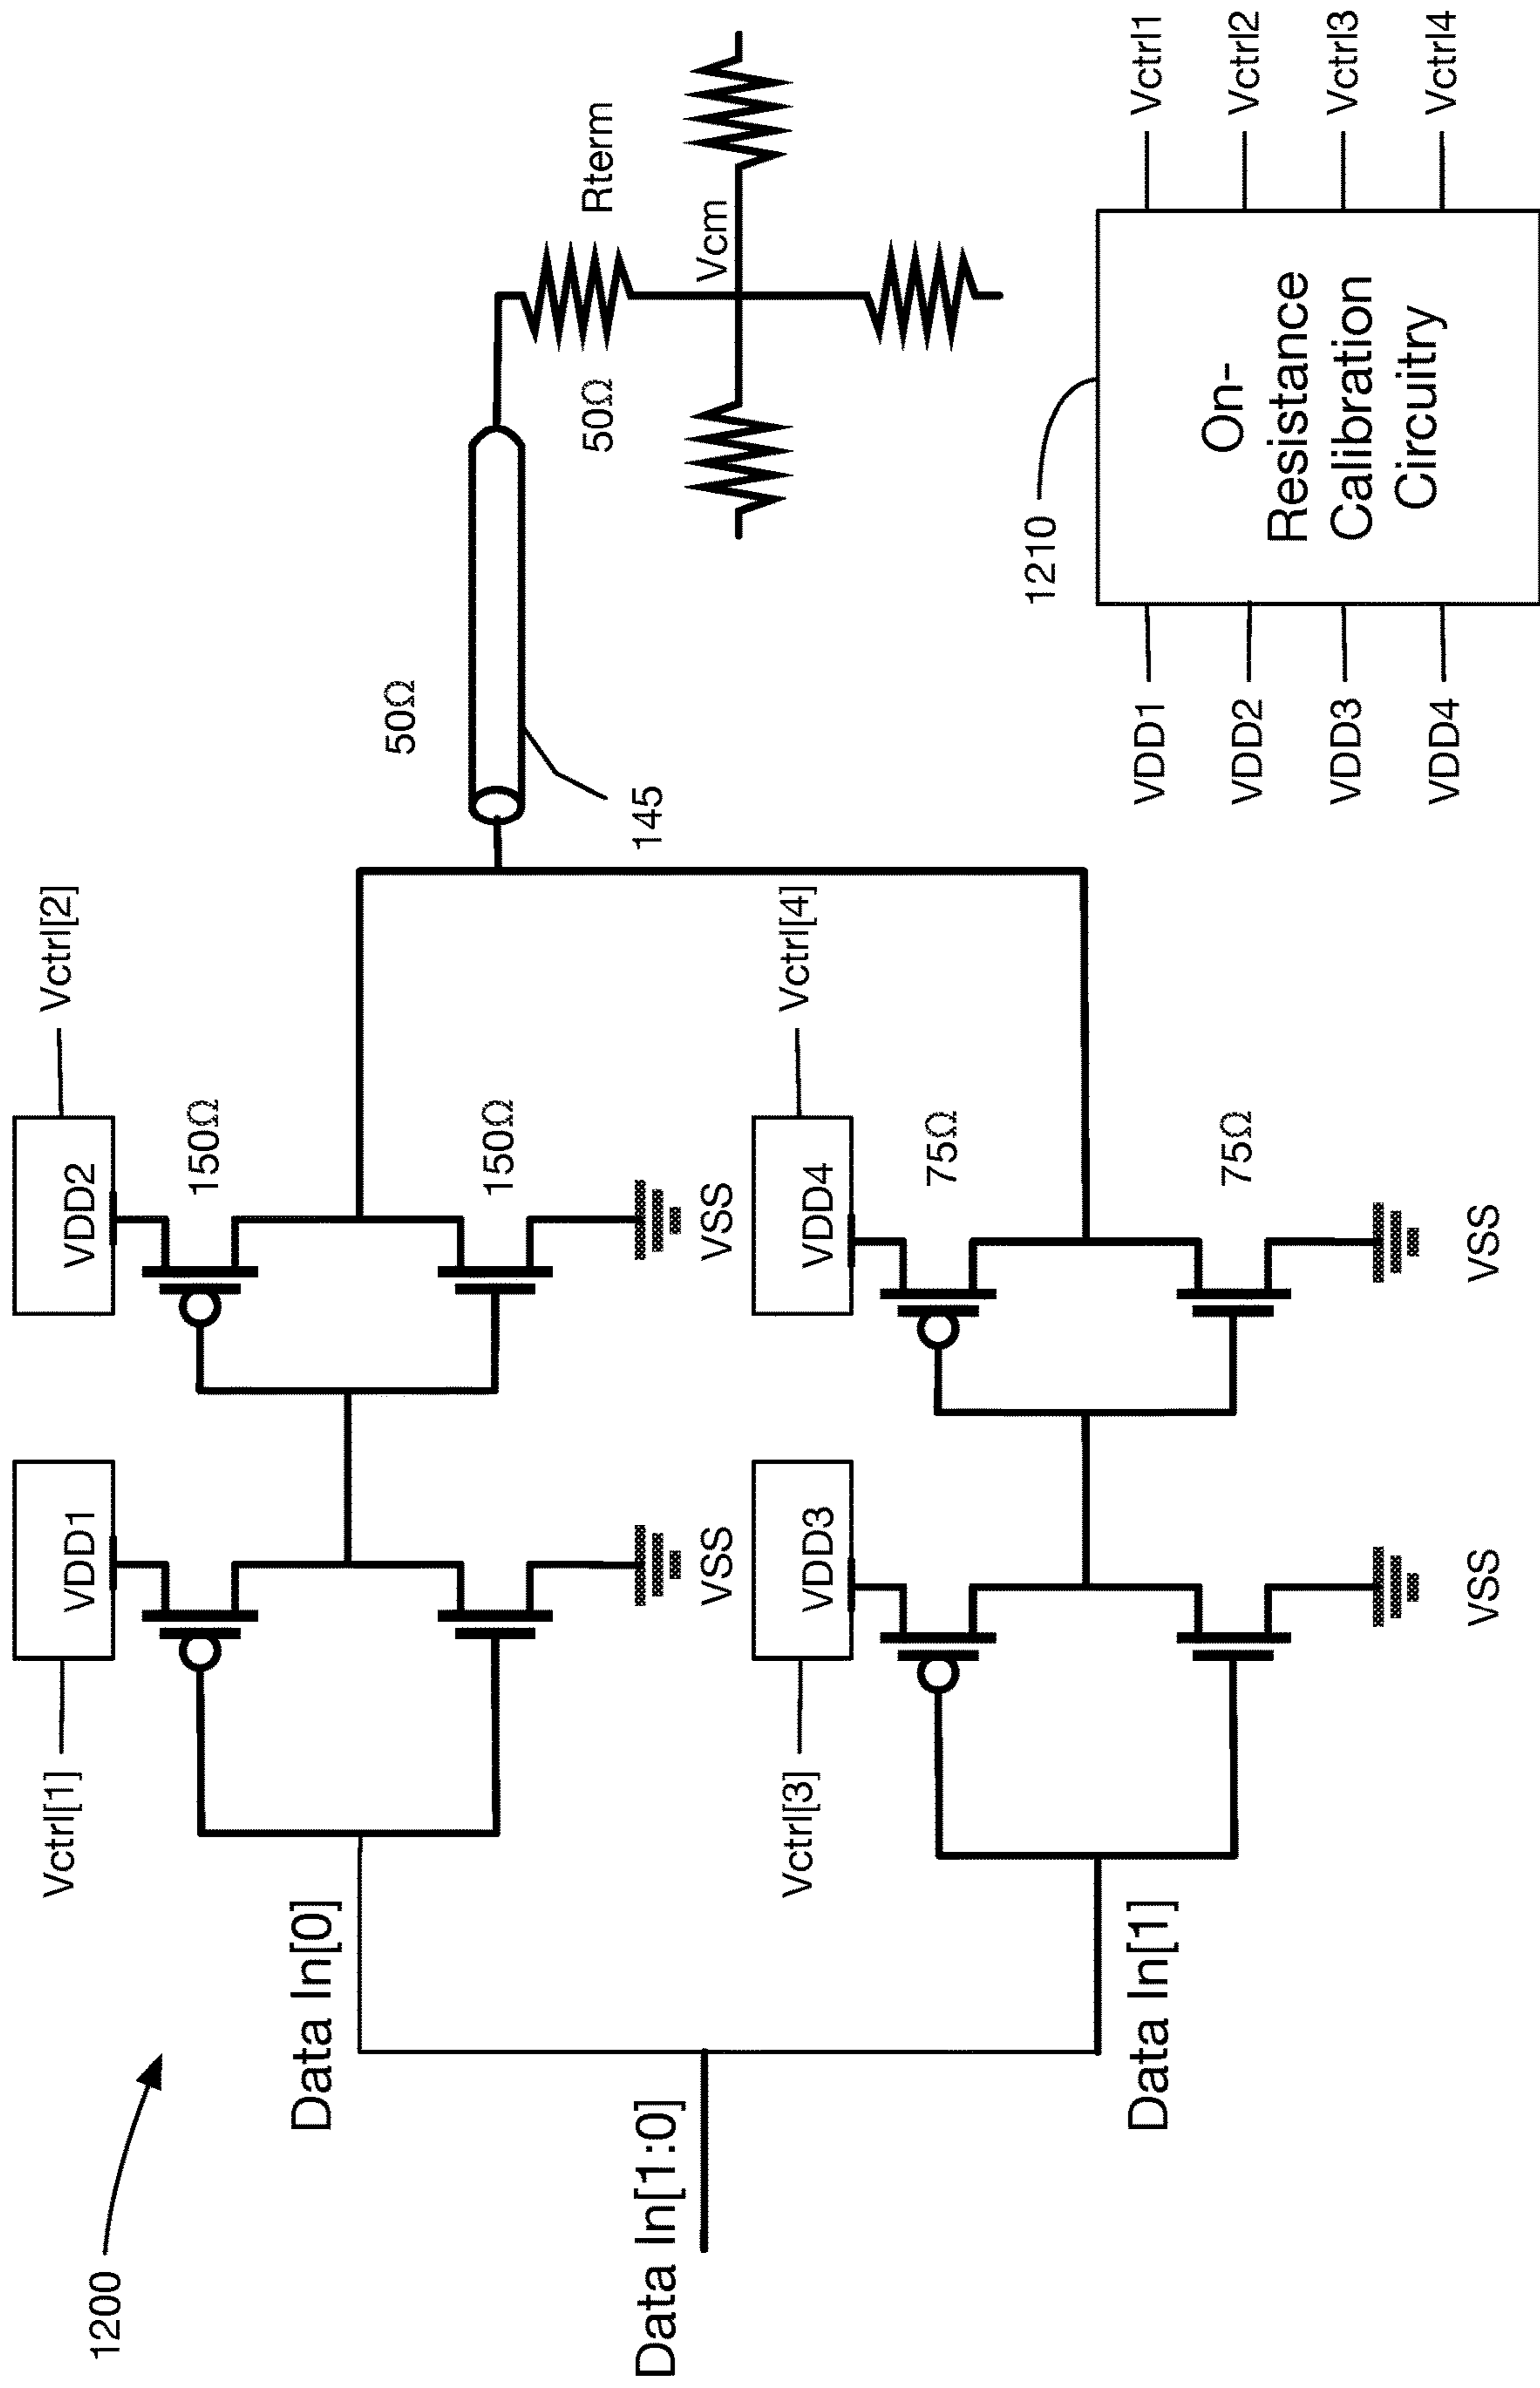 1200
Vctrl[1]
VDD1
VDD2
Vctrl[2]
150Ω
150Ω
Data In[0]
VSS
VSS
50Ω
145
50Ω
Rterm
Vcm
Data In[1:0]
Vctrl[3]
VDD3
VDD4
Vctrl[4]
75Ω
75Ω
Data In[1]
VSS
VSS
1210
VDD1
VDD2
VDD3
VDD4
On-
Resistance
Calibration
Circuitry
Vctrl1
Vctrl2
Vctrl3
Vctrl4